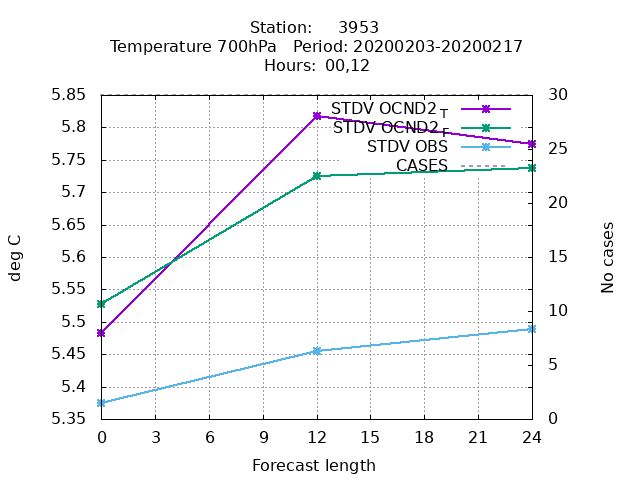 Station:     3953
Temperature 700hPa   Period: 20200203-20200217
Hours: 00,12
5.85
5.8
5.75
5.7
5.65
5.6
5.55
5.5
5.45
5.4
5.35
deg C
STDV OCND2 T
STDV OCND2 F
STDV OBS
CASES
30
25
20
15
10
5
0
No cases
0 3 6 9 12 15 18 21 24
Forecast length